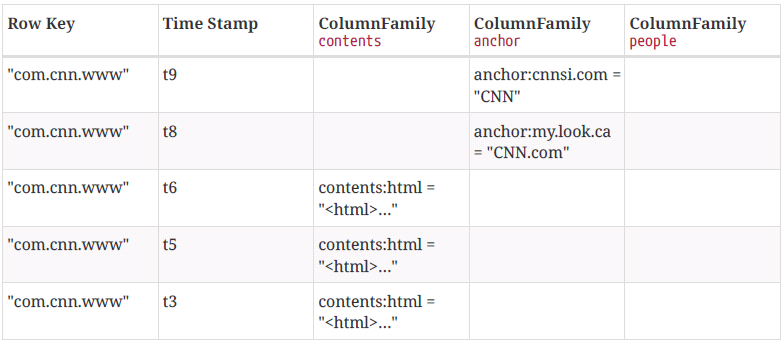 Row Key Time Stamp ColumnFamily ColumnFamily ColumnFamily
contents anchor people
"com.cnn.www" t9 anchor:cnnsi.com =
"CNN"
"com.cnn.www" t8 anchor:my.look.ca
= "CNN.com"
"com.cnn.www" t6 contents:html =
"<html>…"
"com.cnn.www" t5 contents:html =
"<html>…"
"com.cnn.www" t3 contents:html =
"<html>…"